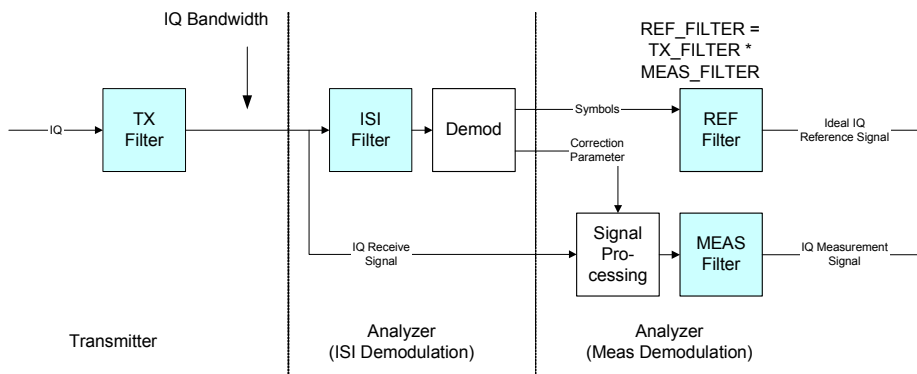 IQ Bandwidth
REF_FILTER =
TX_FILTER *
MEAS_FILTER
IQ
TX
Filter
ISI
Filter
Demod
Symbols
REF
Filter
Ideal IQ
Reference Signal
Correction
Parameter
IQ Receive
Signal
Signal
Pro-
cessing
MEAS
Filter
IQ Measurement
Signal
Transmitter
Analyzer
(ISI Demodulation)
Analyzer
(Meas Demodulation)